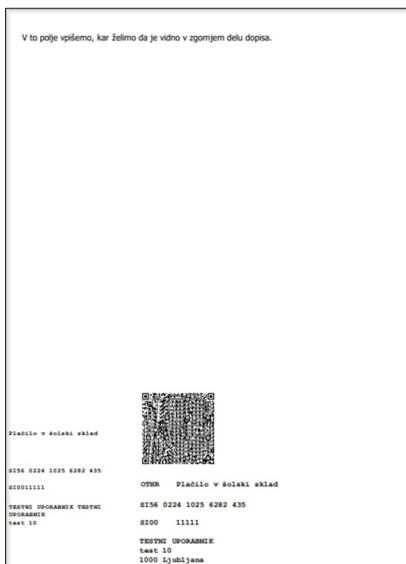 V to polje vpišemo, kar želimo da je vidno v zgornjem delu dopisa.
Plačilo v šolski sklad
SI56 0224 1025 6282 435
SI0011111
TESTNI UPORABNIK TESTNI
UPORABNIK
test 10
OTHR Plačilo v šolski sklad
SI56 0224 1025 6282 435
SI00 11111
TESTNI UPORABNIK
test 10
1000 Ljubljana